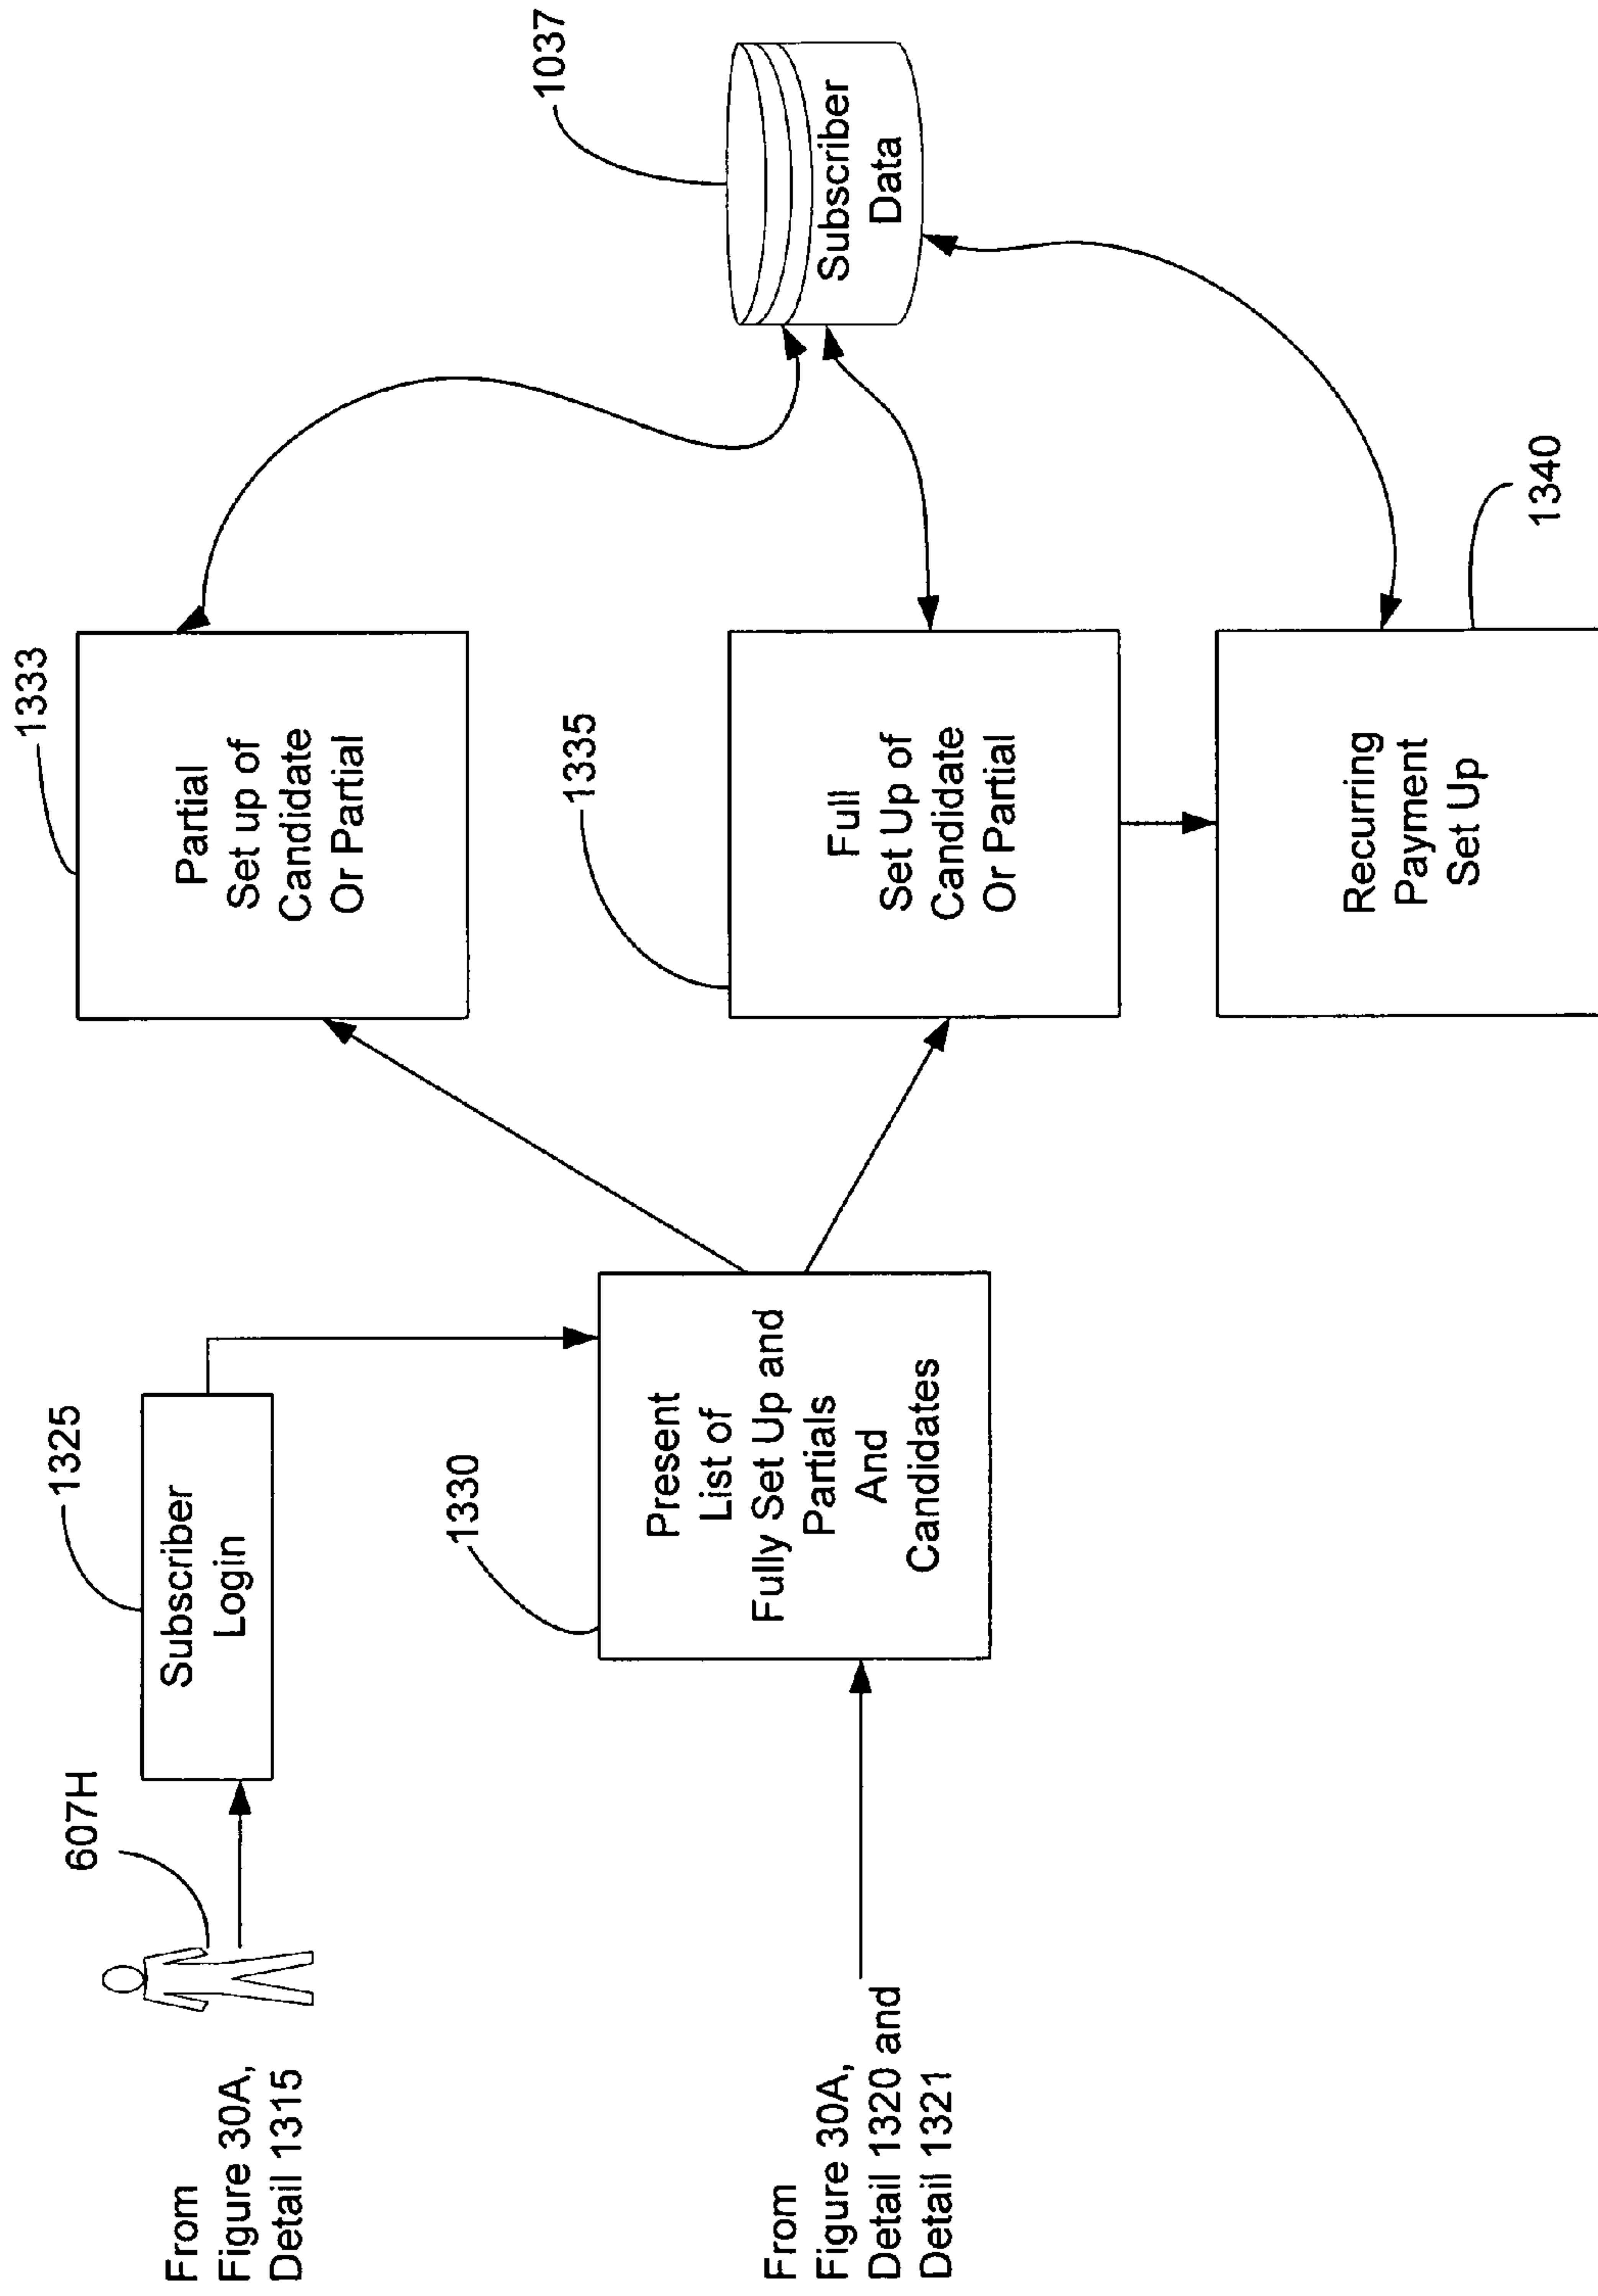 From
Figure 30A,
Detail 1315
607H
Subscriber
Login
1325
From
Figure 30A,
Detail 1320 and
Detail 1321
1330
Present
List of
Fully Set Up and
Partials
And
Candidates
1333
Partial
Set up of
Candidate
Or Partial
1335
Full
Set Up of
Candidate
Or Partial
Recurring
Payment
Set Up
1340
1037
Subscriber
Data